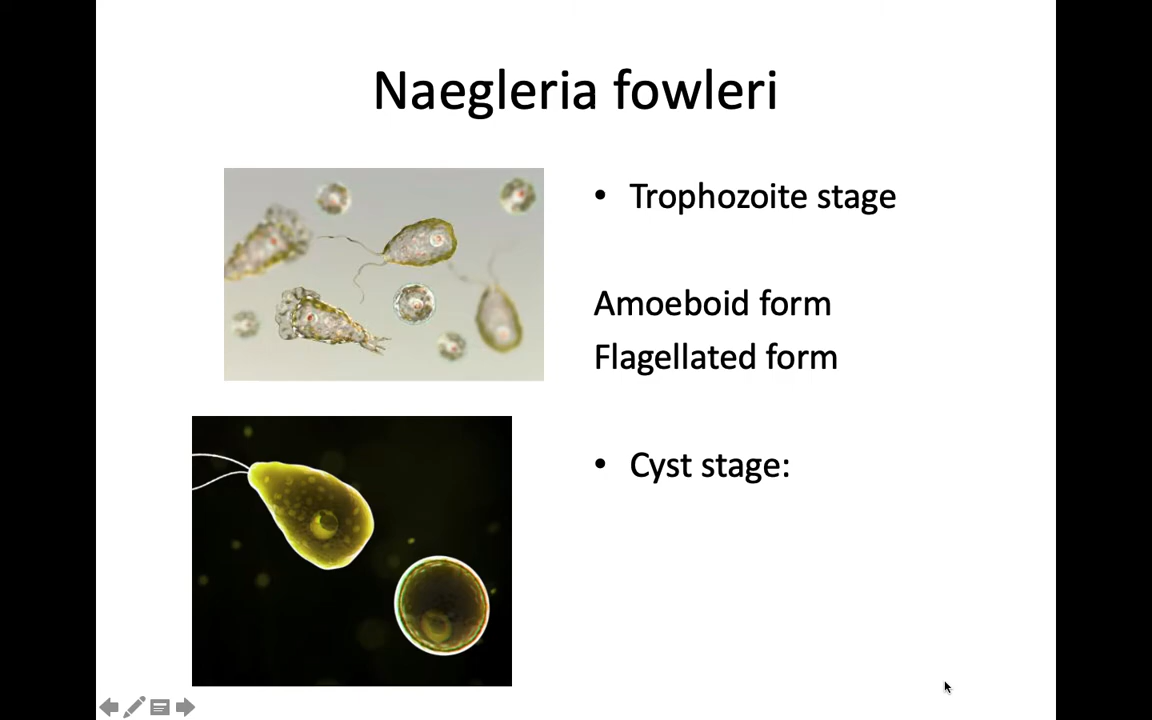 Naegleria fowleri
• Trophozoite stage
Amoeboid form
Flagellated form
• Cyst stage: